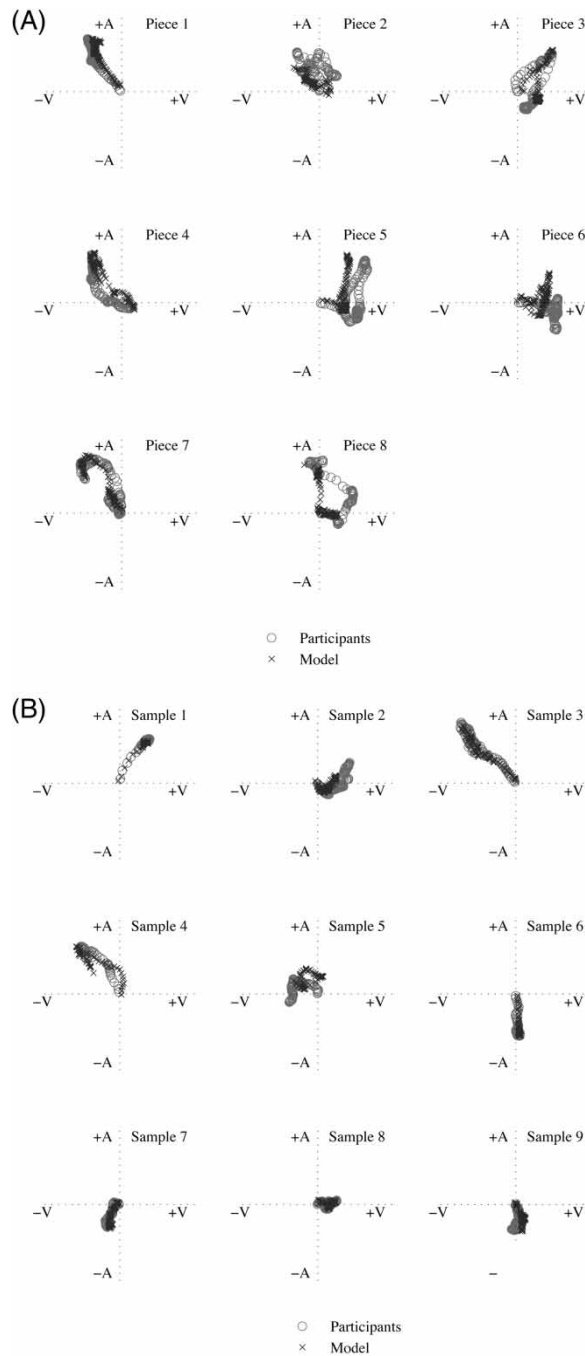 (A)
+A Piece 1
−V +V
−A
+A Piece 2
−V +V
−A
+A Piece 3
−V +V
−A
+A Piece 4
−V +V
−A
+A Piece 5
−V +V
−A
+A Piece 6
−V +V
−A
+A Piece 7
−V +V
−A
+A Piece 8
−V +V
−A
○ Participants
× Model
(B)
+A Sample 1
−V +V
−A
+A Sample 2
−V +V
−A
+A Sample 3
−V +V
−A
+A Sample 4
−V +V
−A
+A Sample 5
−V +V
−A
+A Sample 6
−V +V
−A
+A Sample 7
−V +V
−A
+A Sample 8
−V +V
−A
+A Sample 9
−V +V
−
○ Participants
× Model